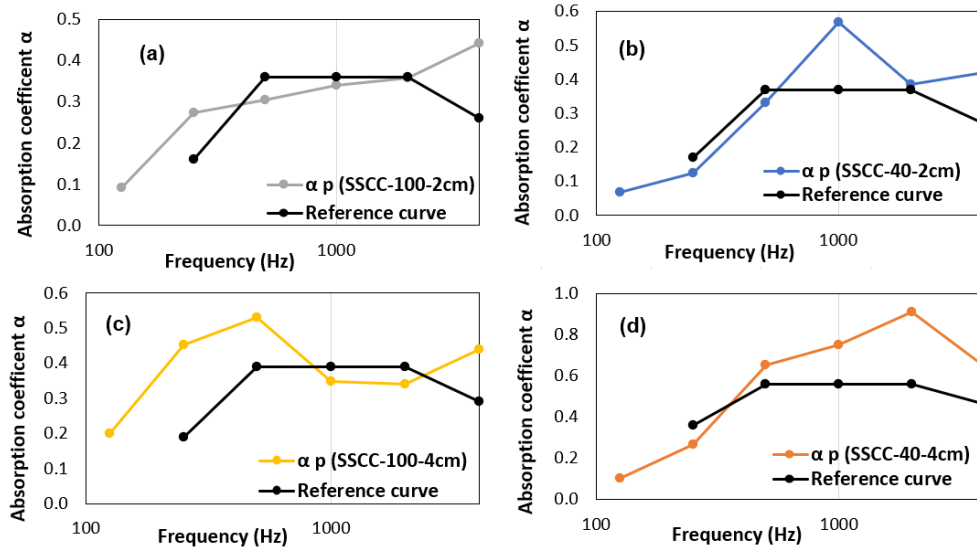 Absorption coefficent α
0.5
0.4
0.3
0.2
0.1
0.0
(a)
α p (SSCC-100-2cm)
Reference curve
100
1000
Frequency (Hz)
Absorption coefficent α
0.6
0.5
0.4
0.3
0.2
0.1
0.0
(b)
α p (SSCC-40-2cm)
Reference curve
100
1000
Frequency (Hz)
Absorption coefficent α
0.6
0.5
0.4
0.3
0.2
0.1
0.0
(c)
α p (SSCC-100-4cm)
Reference curve
100
1000
Frequency (Hz)
Absorption coefficent α
1.0
0.8
0.6
0.4
0.2
0.0
(d)
α p (SSCC-40-4cm)
Reference curve
100
1000
Frequency (Hz)